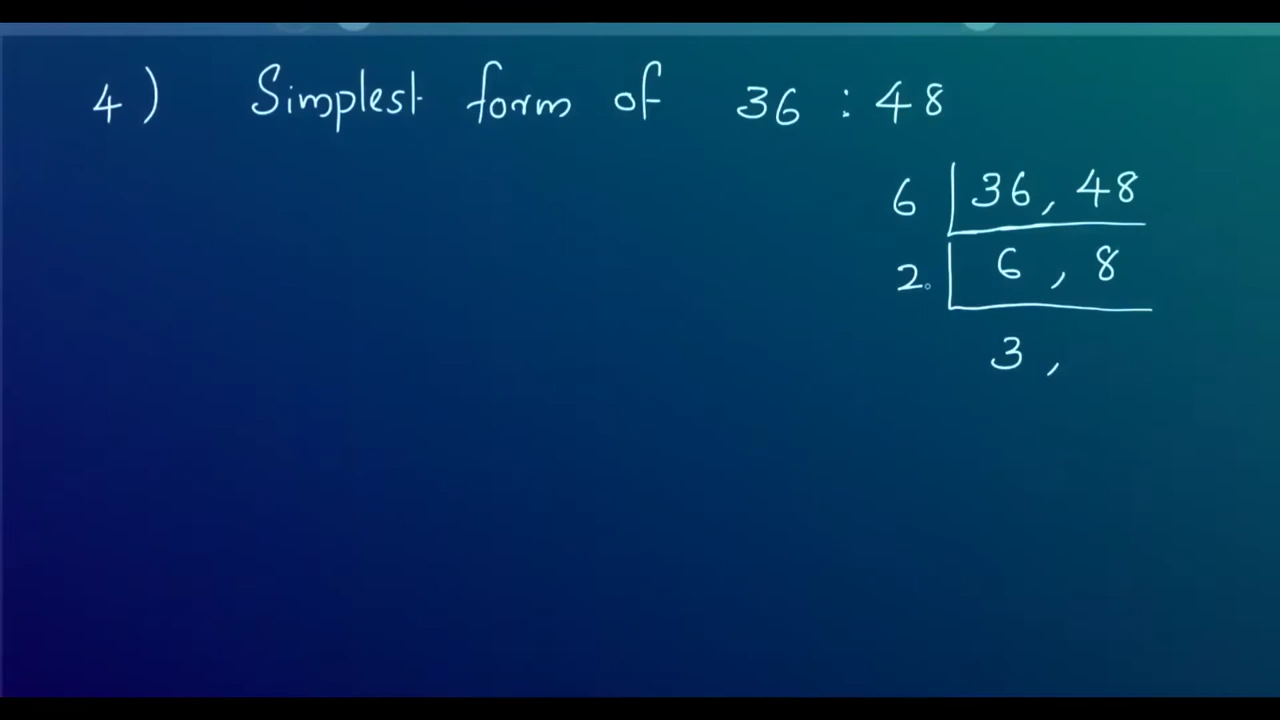 4) Simplest form of 36 : 48
6 | 36, 48
2. | 6, 8
3,